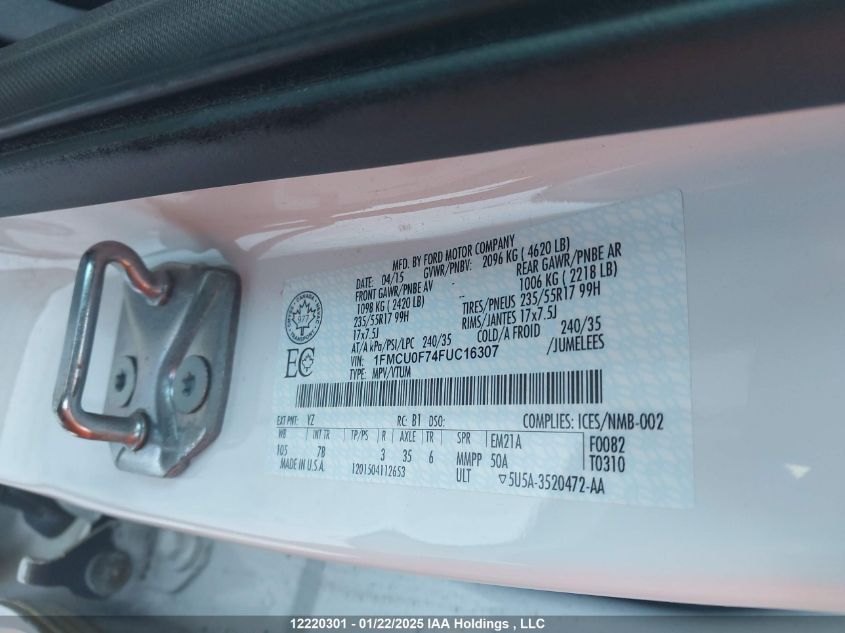 MFD. BY FORD MOTOR COMPANY
DATE: 04/15 GVWR/PNBV: 2096 KG ( 4620 LB)
FRONT GAWR/PNBE AV REAR GAWR/PNBE AR
1098 KG ( 2420 LB) 1006 KG ( 2218 LB)
235/55R17 99H TIRES/PNEUS 235/55R17 99H
17x7.5J RIMS/JANTES 17x7.5J
AT/A kPa/PSI/LPC 240/35 COLD/A FROID 240/35
VIN: 1FMCU0F74FUC16307 /JUMELEES
TYPE: MPV/VTUM
CANADA
977
TRANSPORT
EC
EXT PNT: YZ RC: B1 DSO: COMPLIES: ICES/NMB-002
WB INT TR TP/PS R AXLE TR SPR EM21A F0082
105 7B 3 35 6 MMPP 50A T0310
MADE IN U.S.A. 1201504112653 ULT 5U5A-3520472-AA
12220301 - 01/22/2025 IAA Holdings , LLC